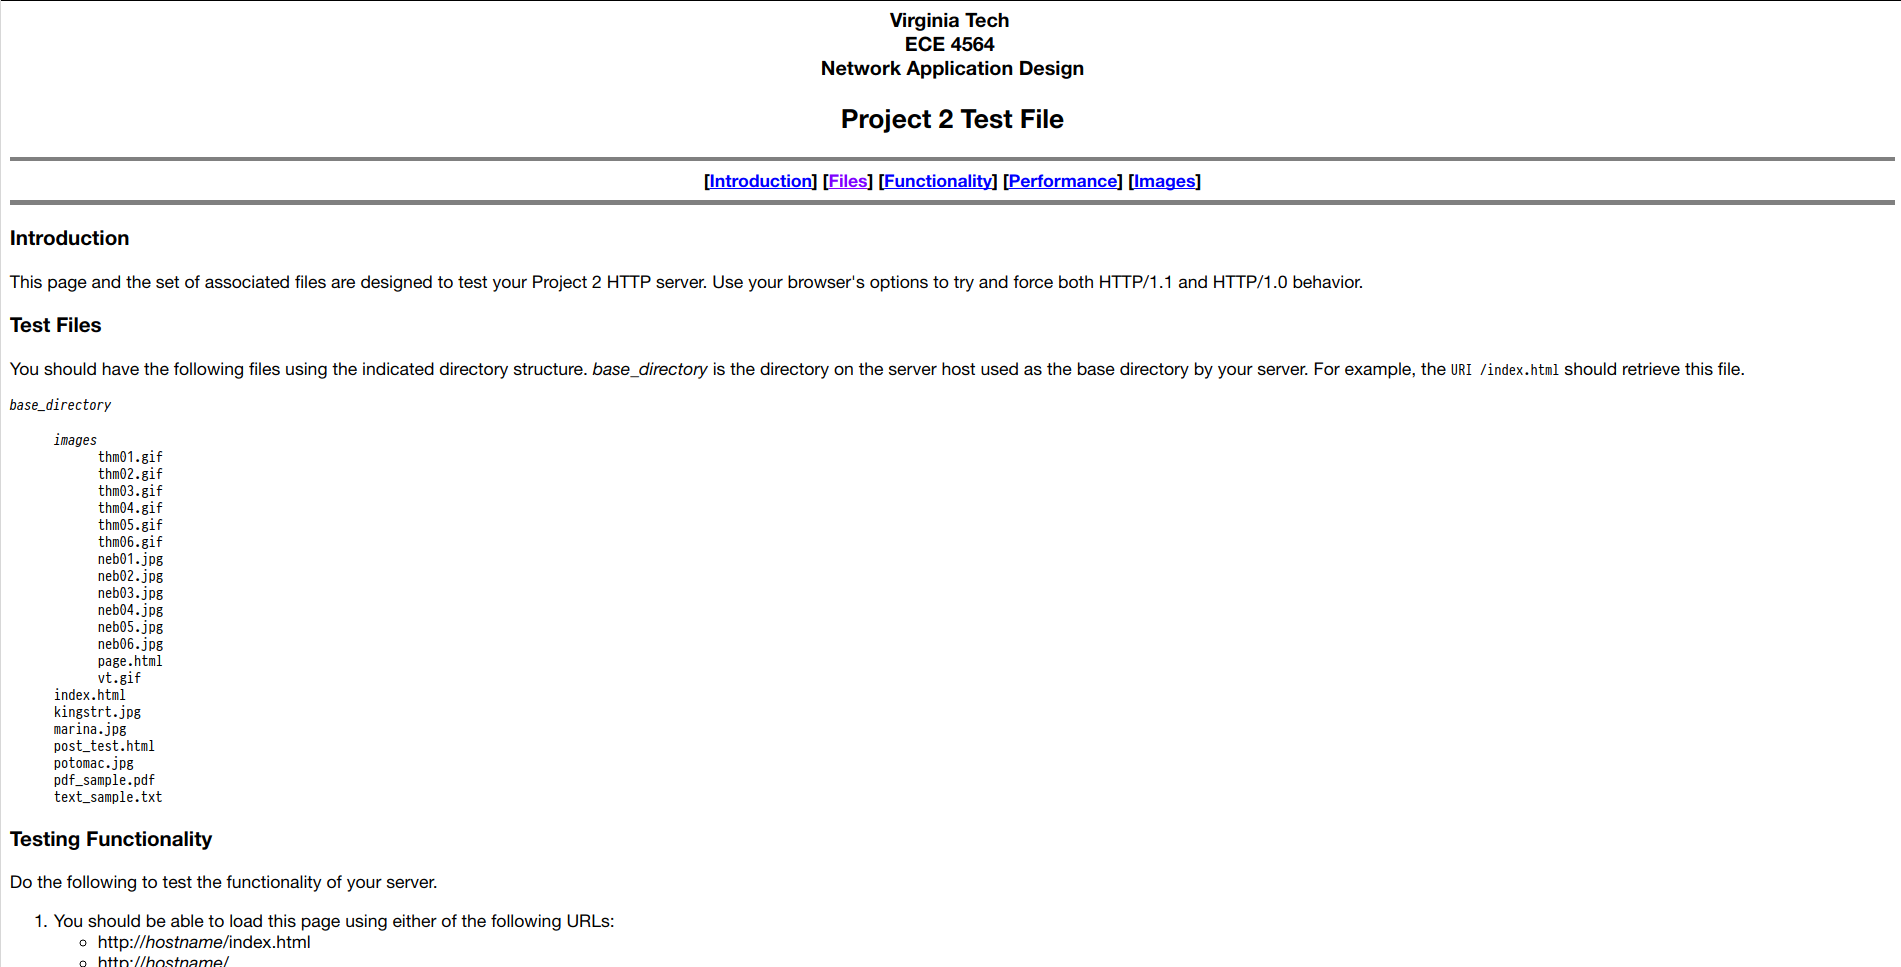 Virginia Tech
ECE 4564
Network Application Design
Project 2 Test File
[Introduction] [Files] [Functionality] [Performance] [Images]
Introduction
This page and the set of associated files are designed to test your Project 2 HTTP server. Use your browser's options to try and force both HTTP/1.1 and HTTP/1.0 behavior.
Test Files
You should have the following files using the indicated directory structure. base_directory is the directory on the server host used as the base directory by your server. For example, the URI /index.html should retrieve this file.
base_directory
images
thm01.gif
thm02.gif
thm03.gif
thm04.gif
thm05.gif
thm06.gif
neb01.jpg
neb02.jpg
neb03.jpg
neb04.jpg
neb05.jpg
neb06.jpg
page.html
vt.gif
index.html
kingstrt.jpg
marina.jpg
post_test.html
potomac.jpg
pdf_sample.pdf
text_sample.txt
Testing Functionality
Do the following to test the functionality of your server.
1. You should be able to load this page using either of the following URLs:
◦ http://hostname/index.html
◦ http://hostname/